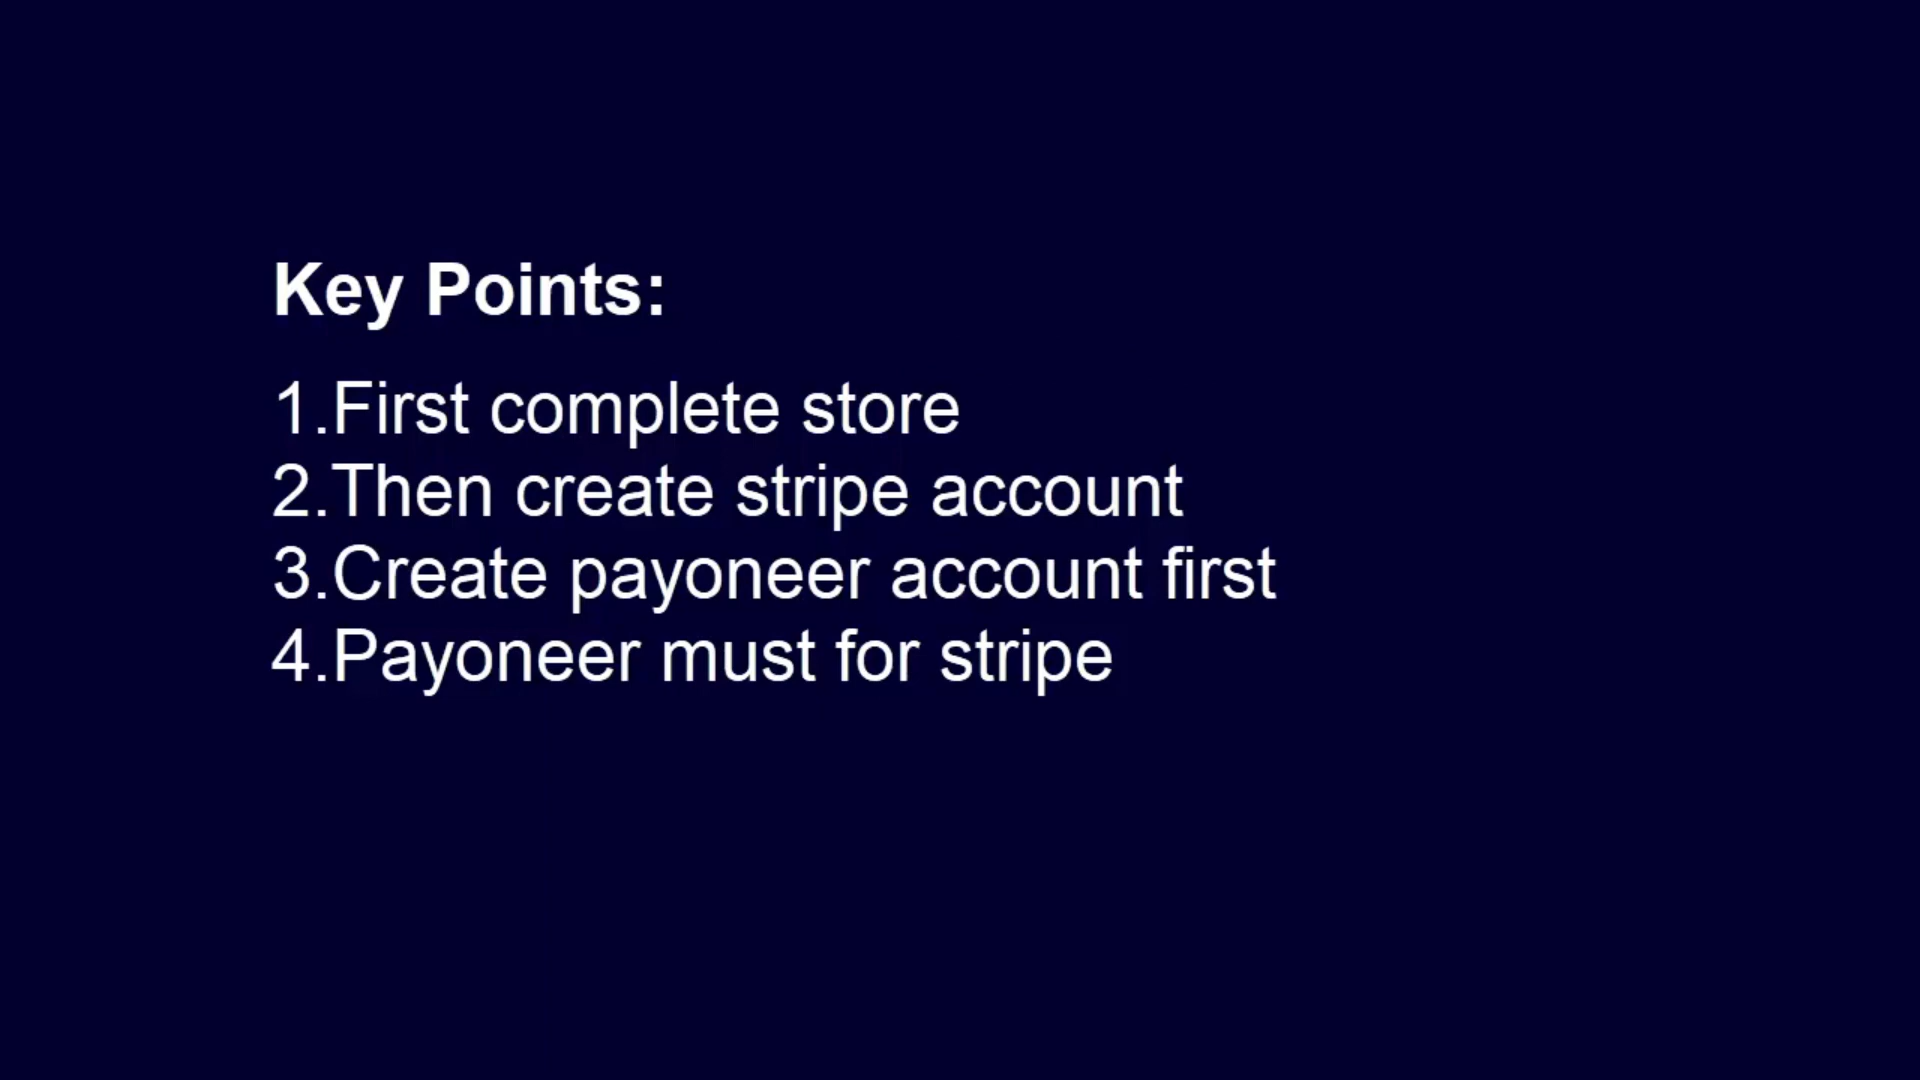 Key Points:
1.First complete store
2.Then create stripe account
3.Create payoneer account first
4.Payoneer must for stripe